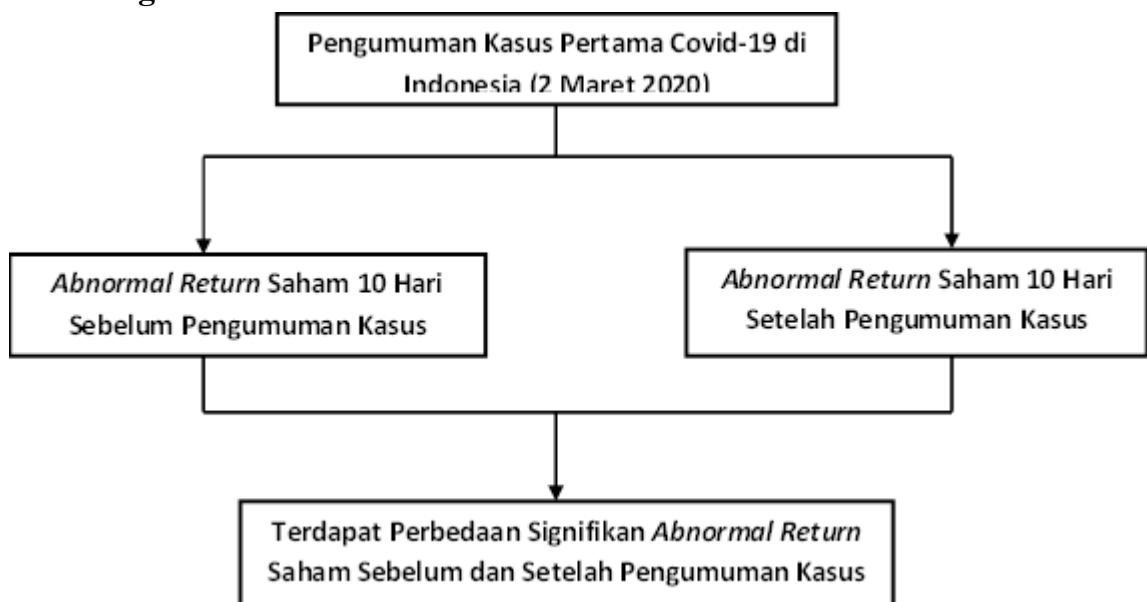 Pengumuman Kasus Pertama Covid-19 di
Indonesia (2 Maret 2020)
Abnormal Return Saham 10 Hari
Sebelum Pengumuman Kasus
Abnormal Return Saham 10 Hari
Setelah Pengumuman Kasus
Terdapat Perbedaan Signifikan Abnormal Return
Saham Sebelum dan Setelah Pengumuman Kasus